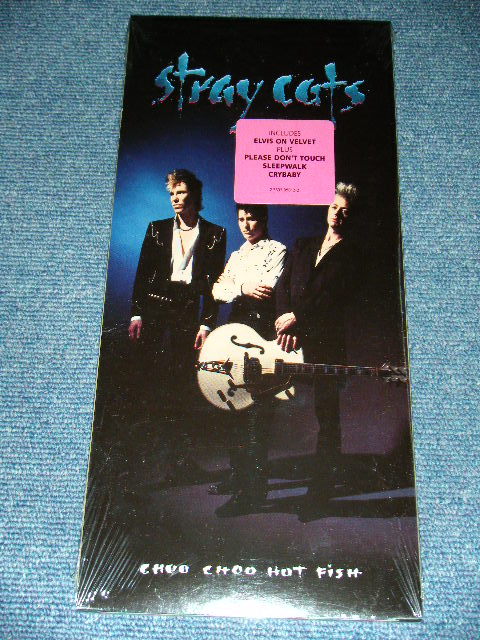 stray cats
INCLUDES
ELVIS ON VELVET
PLUS
PLEASE DON'T TOUCH
SLEEPWALK
CRYBABY
CHOO CHOO HOT FISH